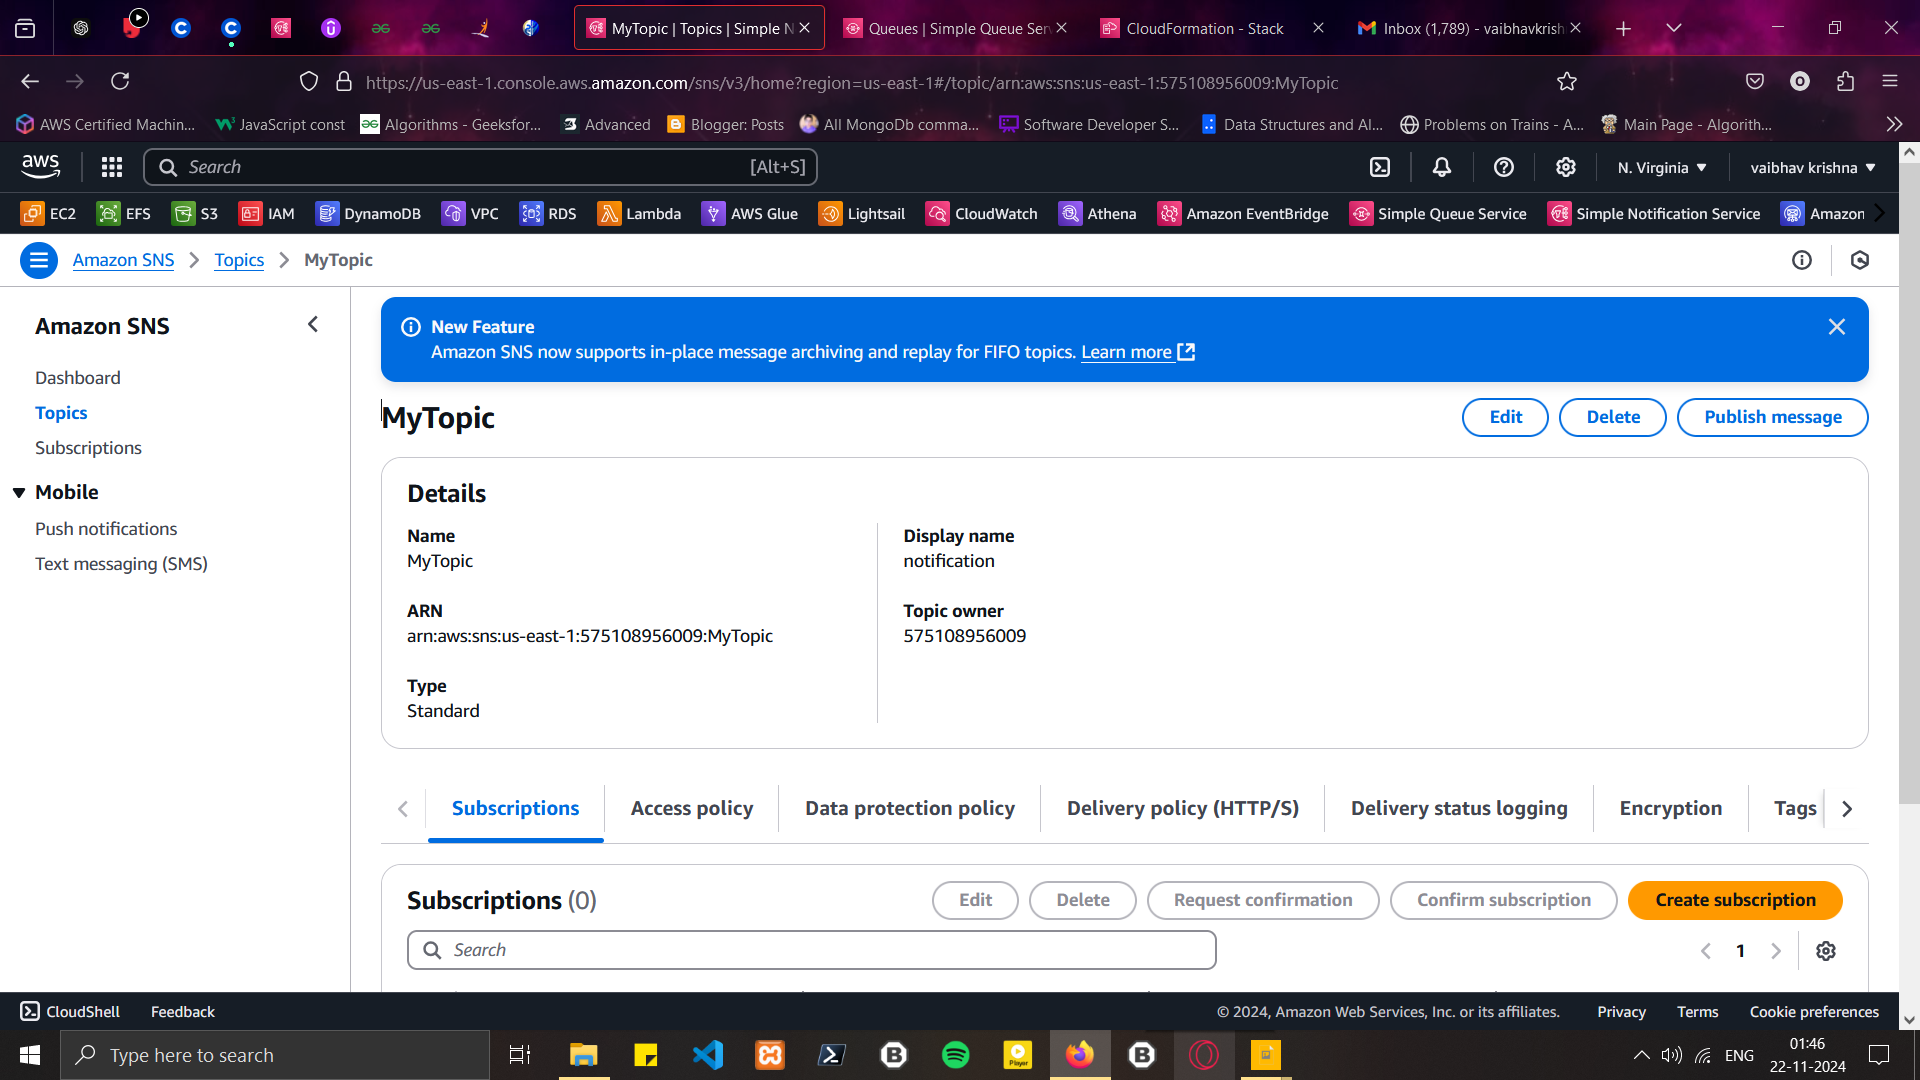 MyTopic | Topics | Simple N
Queues | Simple Queue Serv
CloudFormation - Stack
Inbox (1,789) - vaibhavkrish
https://us-east-1.console.aws.amazon.com/sns/v3/home?region=us-east-1#/topic/arn:aws:sns:us-east-1:575108956009:MyTopic
AWS Certified Machin...
JavaScript const
Algorithms - Geeksfor...
Advanced
Blogger: Posts
All MongoDb comma...
Software Developer S...
Data Structures and Al...
Problems on Trains - A...
Main Page - Algorith...
aws
Search
[Alt+S]
N. Virginia
vaibhav krishna
EC2
EFS
S3
IAM
DynamoDB
VPC
RDS
Lambda
AWS Glue
Lightsail
CloudWatch
Athena
Amazon EventBridge
Simple Queue Service
Simple Notification Service
Amazon
Amazon SNS
Topics
MyTopic
Amazon SNS
Dashboard
Topics
Subscriptions
Mobile
Push notifications
Text messaging (SMS)
New Feature
Amazon SNS now supports in-place message archiving and replay for FIFO topics. Learn more
MyTopic
Edit
Delete
Publish message
Details
Name
MyTopic
ARN
arn:aws:sns:us-east-1:575108956009:MyTopic
Type
Standard
Display name
notification
Topic owner
575108956009
Subscriptions
Access policy
Data protection policy
Delivery policy (HTTP/S)
Delivery status logging
Encryption
Tags
Subscriptions (0)
Edit
Delete
Request confirmation
Confirm subscription
Create subscription
Search
1
CloudShell
Feedback
© 2024, Amazon Web Services, Inc. or its affiliates.
Privacy
Terms
Cookie preferences
Type here to search
Player
ENG
01:46
22-11-2024